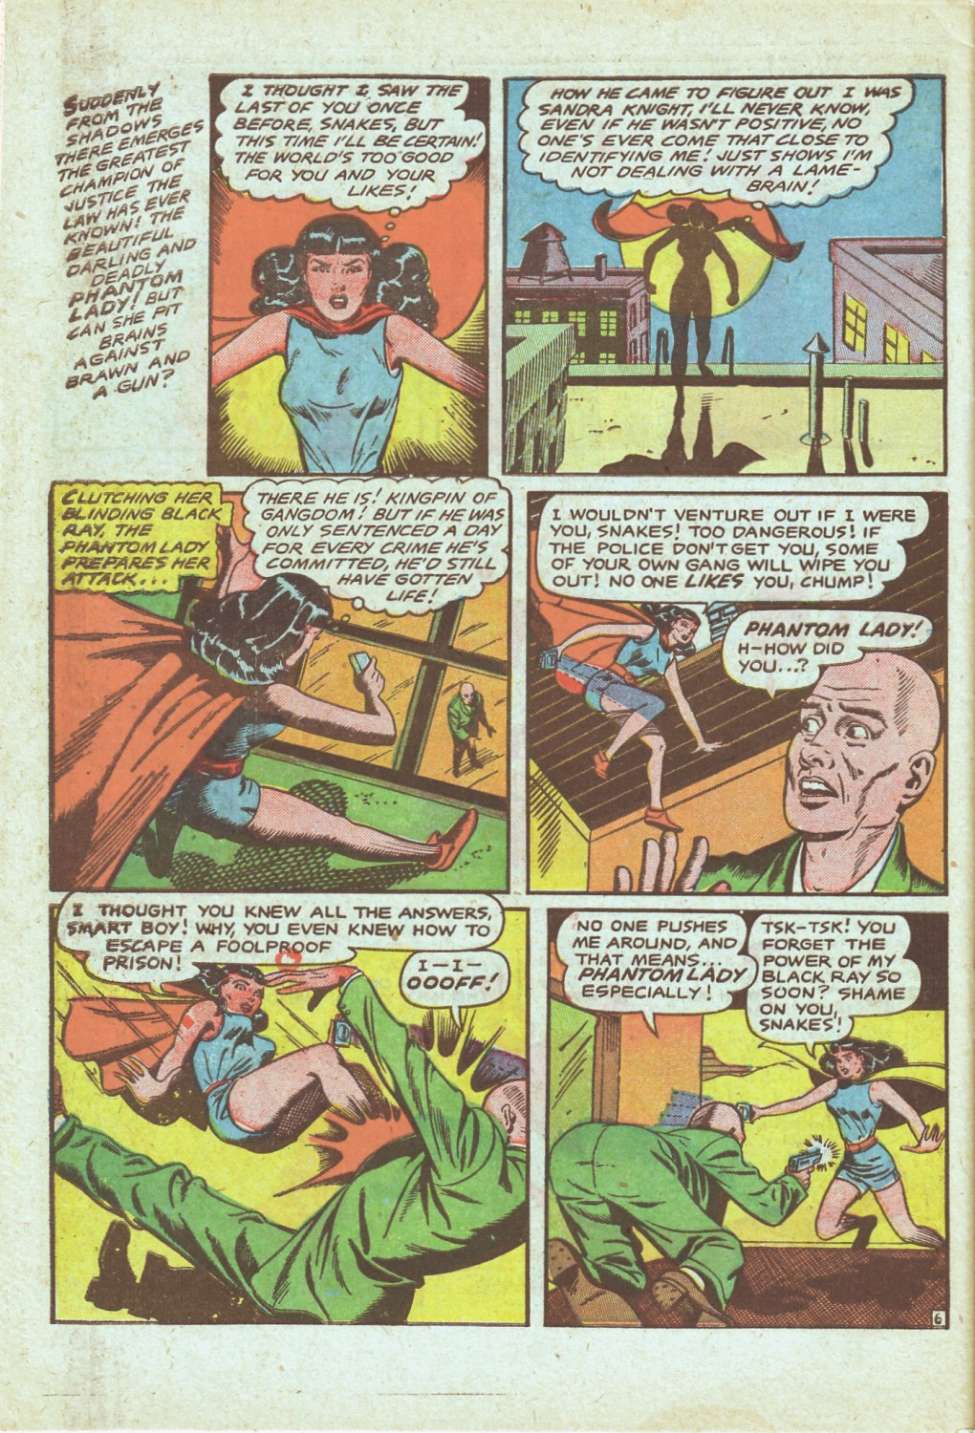 SUDDENLY
FROM THE
SHADOWS
THERE EMERGES
THE GREATEST
CHAMPION OF
JUSTICE THE
LAW HAS EVER
KNOWN! THE
BEAUTIFUL
DARLING AND
DEADLY
PHANTOM
LADY! BUT
CAN SHE PIT
BRAINS
AGAINST
BRAWN AND
A GUN?
I THOUGHT I SAW THE
LAST OF YOU ONCE
BEFORE, SNAKES, BUT
THIS TIME I'LL BE CERTAIN!
THE WORLD'S TOO GOOD
FOR YOU AND YOUR
LIKES!
HOW HE CAME TO FIGURE OUT I WAS
SANDRA KNIGHT, I'LL NEVER KNOW,
EVEN IF HE WASN'T POSITIVE, NO
ONE'S EVER COME THAT CLOSE TO
IDENTIFYING ME! JUST SHOWS I'M
NOT DEALING WITH A LAME-
BRAIN!
CLUTCHING HER
BLINDING BLACK
RAY, THE
PHANTOM LADY
PREPARES HER
ATTACK...
THERE HE IS! KINGPIN OF
GANGDOM! BUT IF HE WAS
ONLY SENTENCED A DAY
FOR EVERY CRIME HE'S
COMMITTED, HE'D STILL
HAVE GOTTEN
LIFE!
I WOULDN'T VENTURE OUT IF I WERE
YOU, SNAKES! TOO DANGEROUS! IF
THE POLICE DON'T GET YOU, SOME
OF YOUR OWN GANG WILL WIPE YOU
OUT! NO ONE LIKES YOU, CHUMP!
PHANTOM LADY!
H-HOW DID
YOU...?
I THOUGHT YOU KNEW ALL THE ANSWERS,
SMART BOY! WHY, YOU EVEN KNEW HOW TO
ESCAPE A FOOLPROOF
PRISON!
I-I-
OOOFF!
NO ONE PUSHES
ME AROUND, AND
THAT MEANS...
PHANTOM LADY
ESPECIALLY!
TSK-TSK! YOU
FORGET THE
POWER OF MY
BLACK RAY SO
SOON? SHAME
ON YOU,
SNAKES!
6